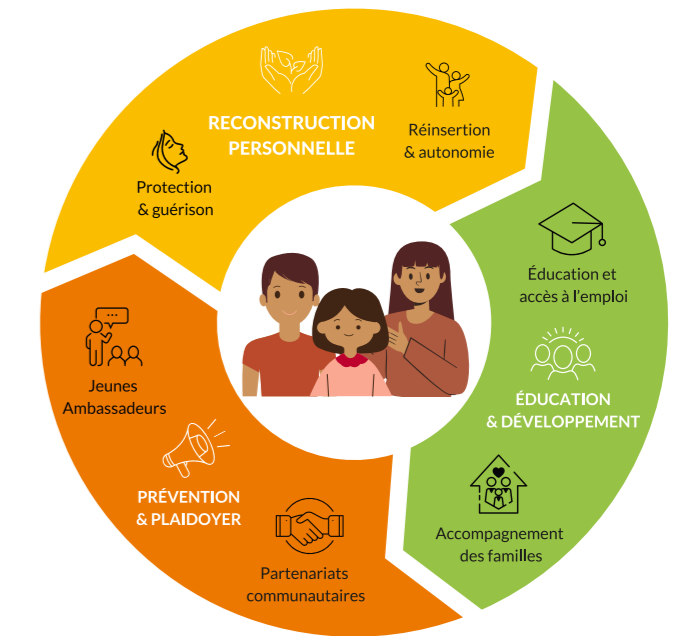 RECONSTRUCTION
PERSONNELLE
Réinsertion
& autonomie
Protection
& guérison
Éducation et
accès à l'emploi
ÉDUCATION
& DÉVELOPPEMENT
Accompagnement
des familles
Jeunes
Ambassadeurs
PRÉVENTION
& PLAIDOYER
Partenariats
communautaires